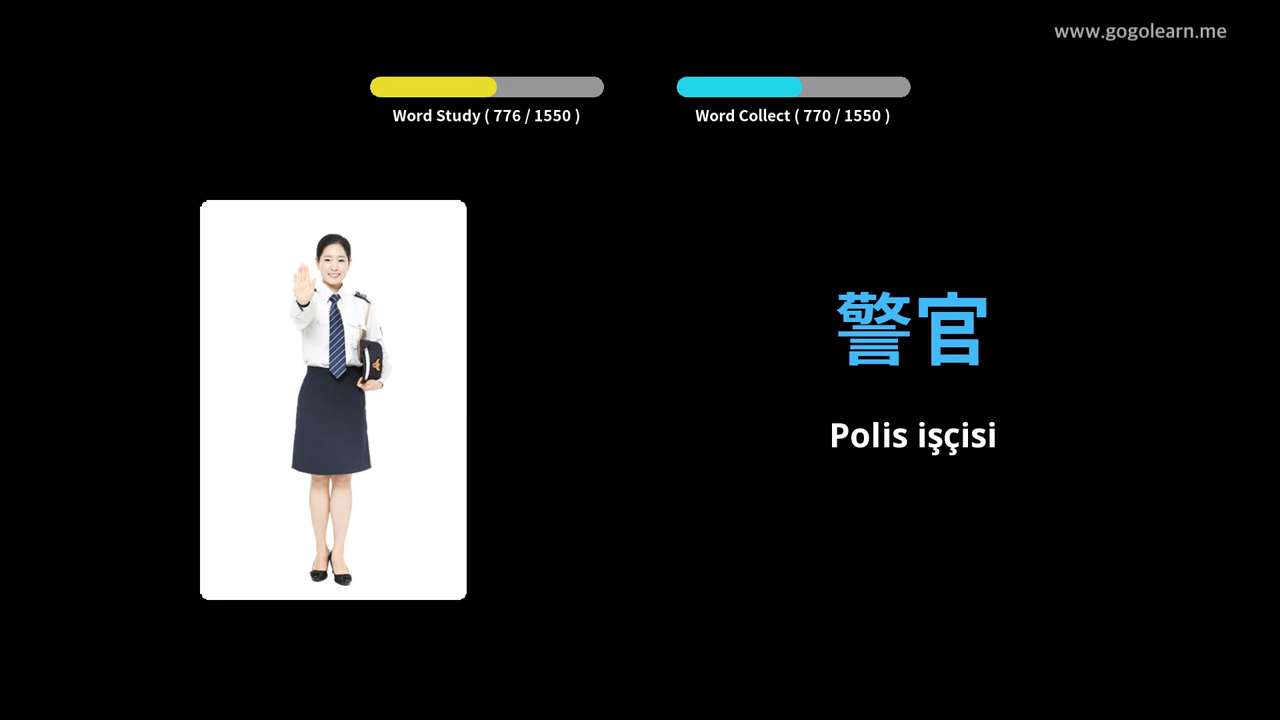 www.gogolearn.me
Word Study ( 776 / 1550 )
Word Collect ( 770 / 1550 )
警官
Polis işçisi